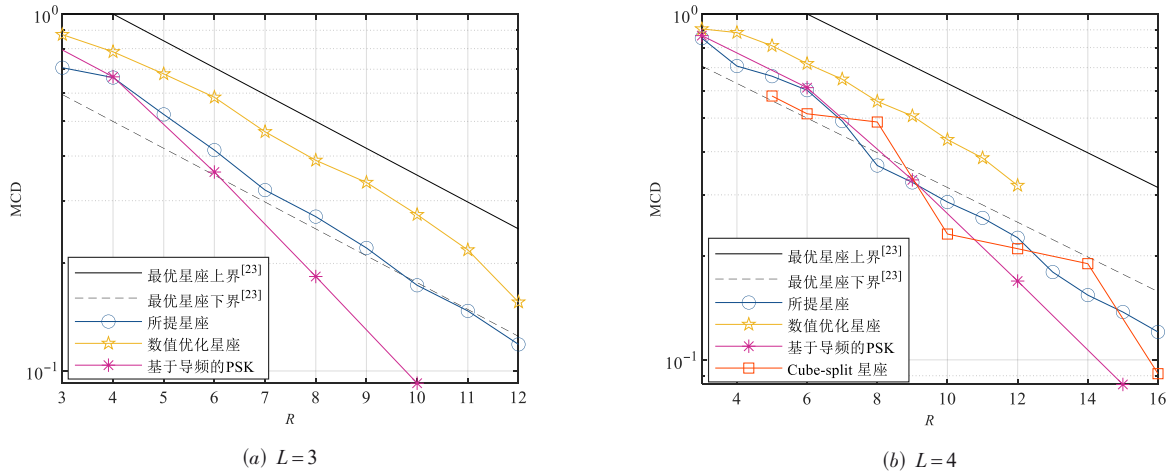 10⁰
MCD
10⁻¹
最优星座上界[23]
最优星座下界[23]
所提星座
数值优化星座
基于导频的PSK
3 4 5 6 7 8 9 10 11 12
R
(a) L=3
10⁰
MCD
10⁻¹
最优星座上界[23]
最优星座下界[23]
所提星座
数值优化星座
基于导频的PSK
Cube-split 星座
4 6 8 10 12 14 16
R
(b) L=4